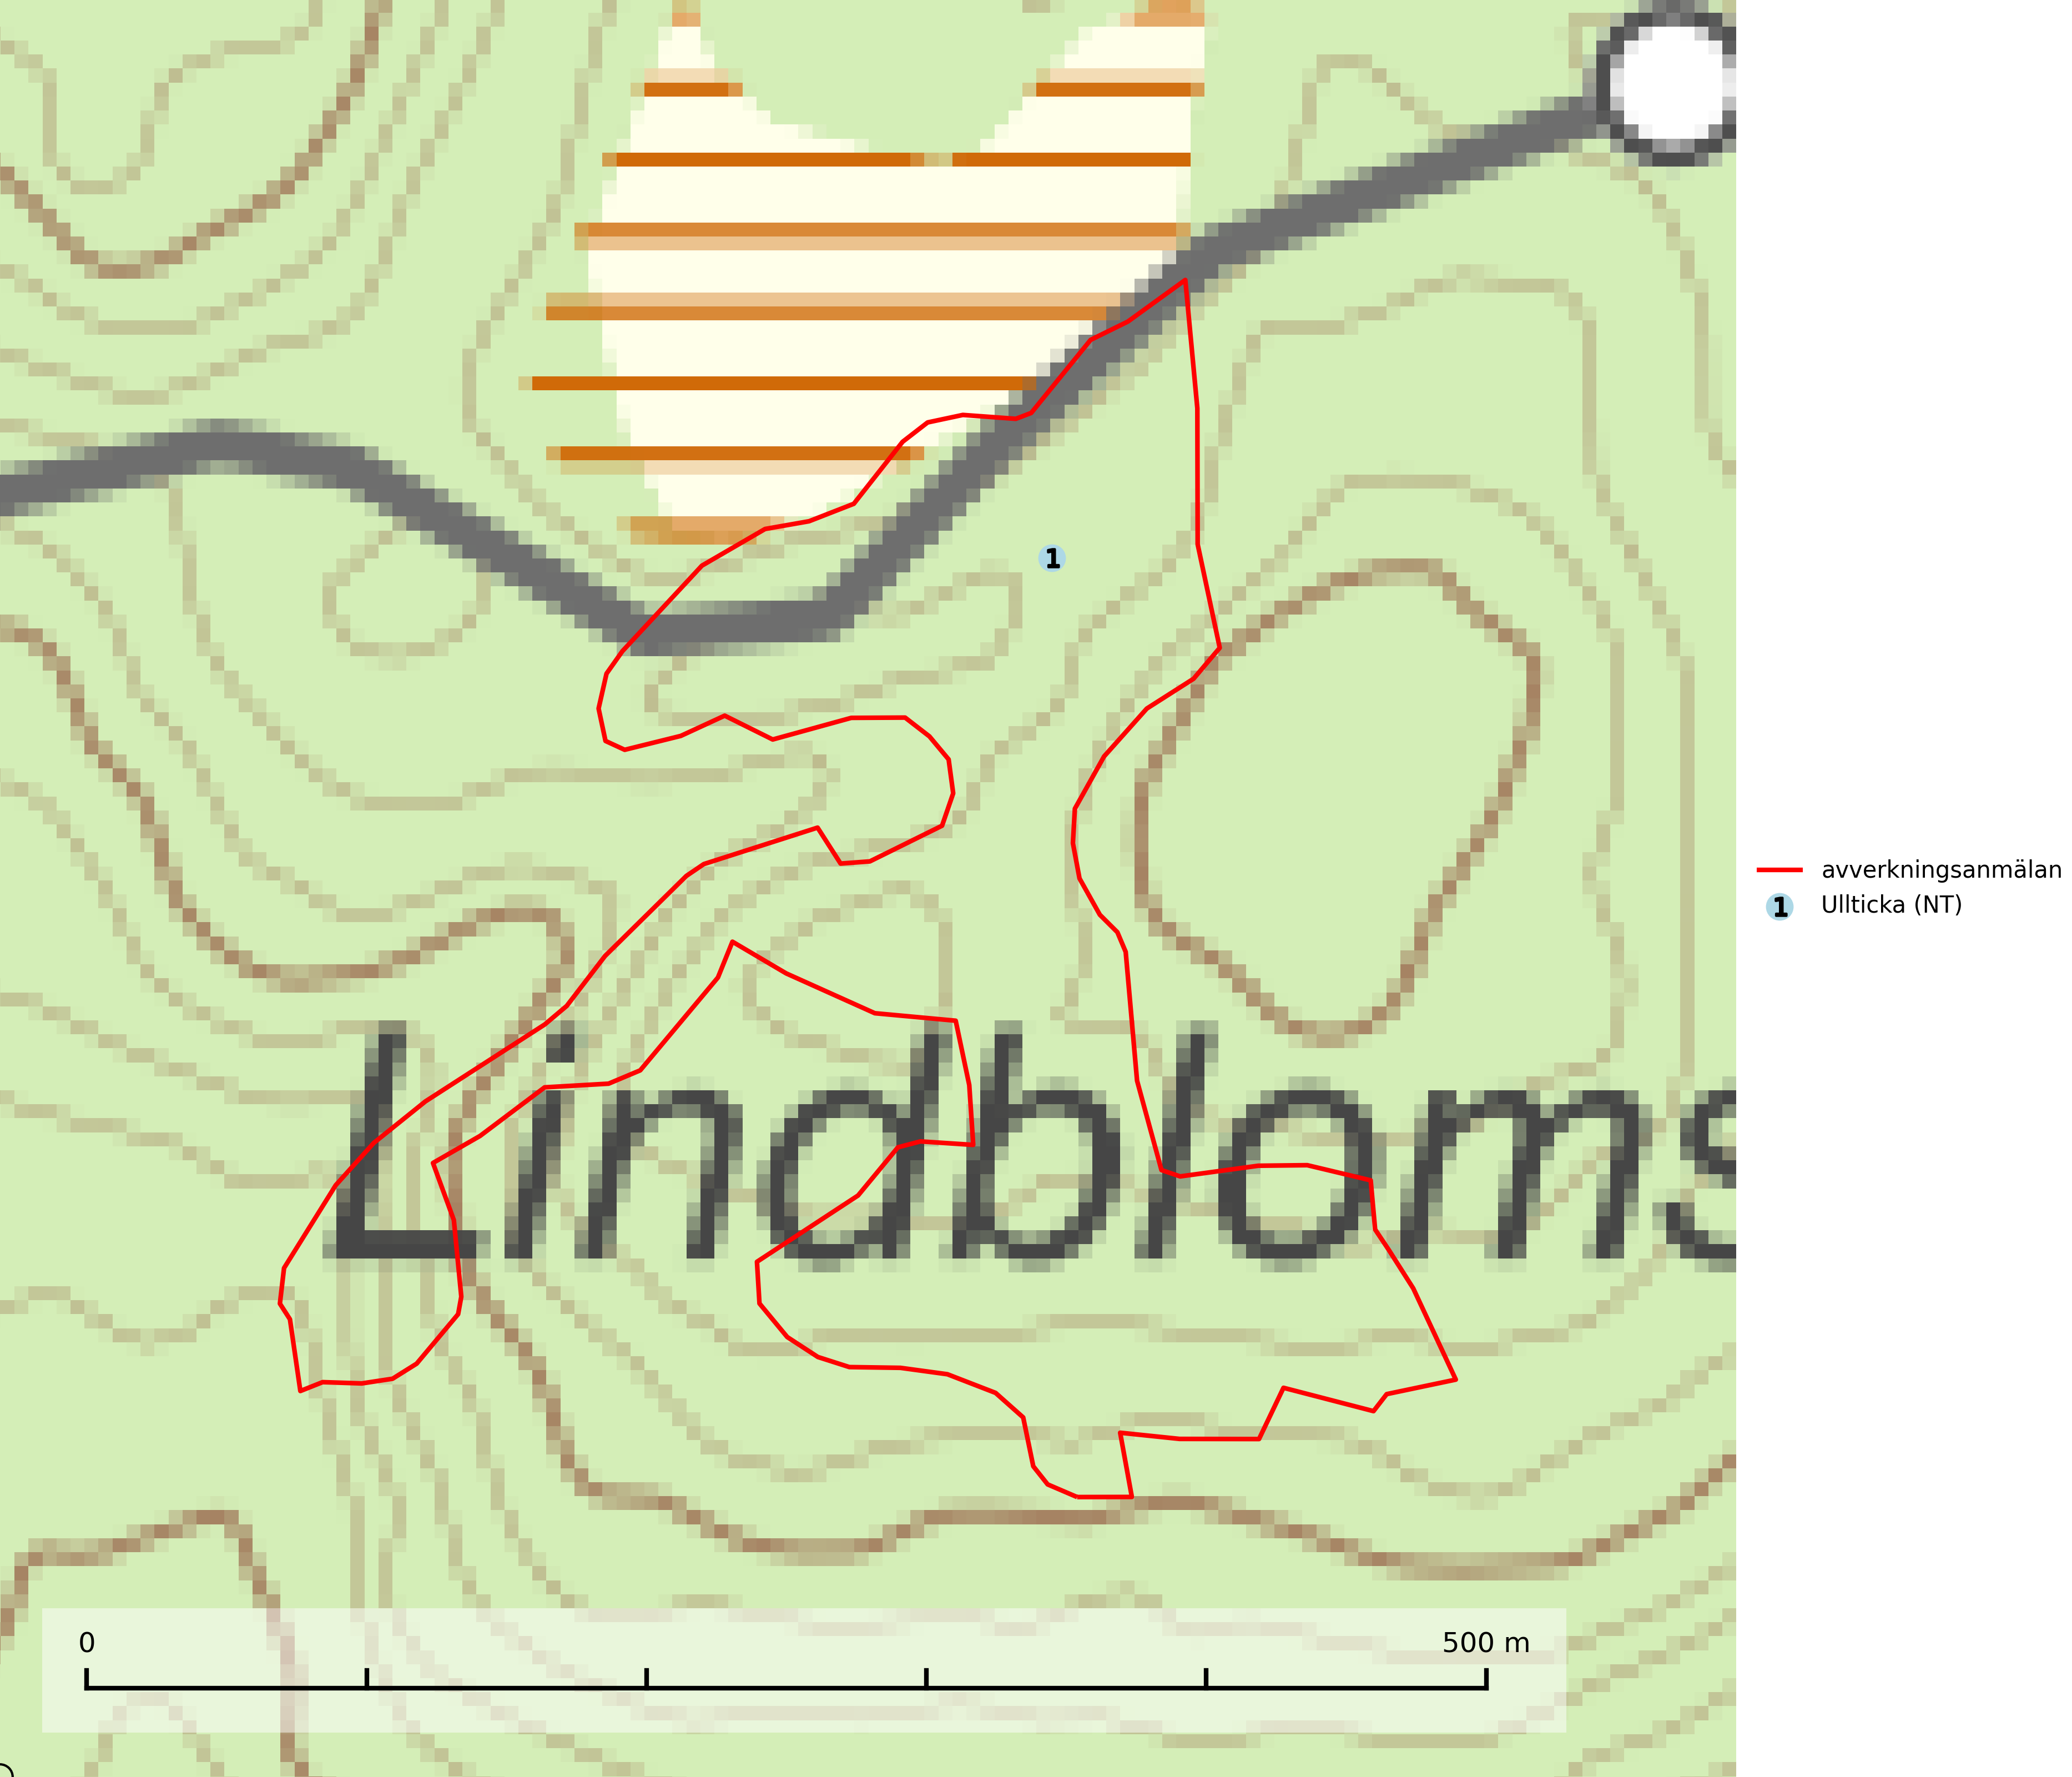 1
avverkningsanmälan
1 Ullticka (NT)
Lindbloms
0 500 m